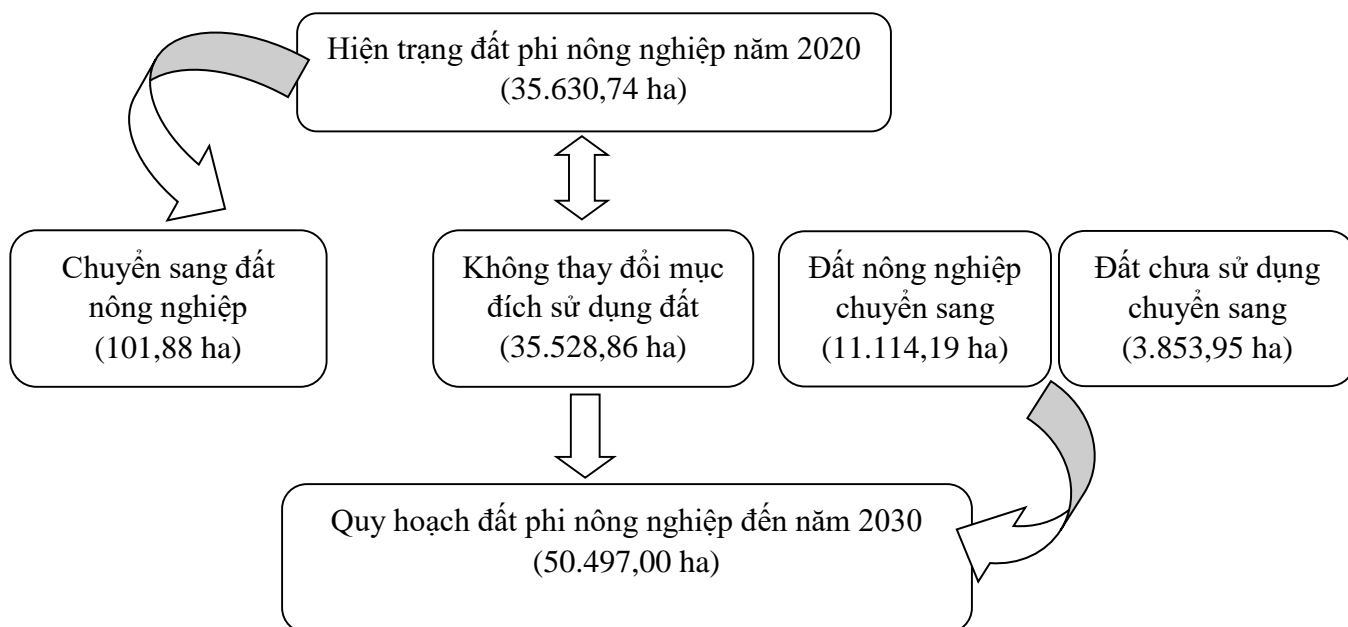 Hiện trạng đất phi nông nghiệp năm 2020
(35.630,74 ha)
Chuyển sang đất
nông nghiệp
(101,88 ha)
Không thay đổi mục
đích sử dụng đất
(35.528,86 ha)
Đất nông nghiệp
chuyển sang
(11.114,19 ha)
Đất chưa sử dụng
chuyển sang
(3.853,95 ha)
Quy hoạch đất phi nông nghiệp đến năm 2030
(50.497,00 ha)